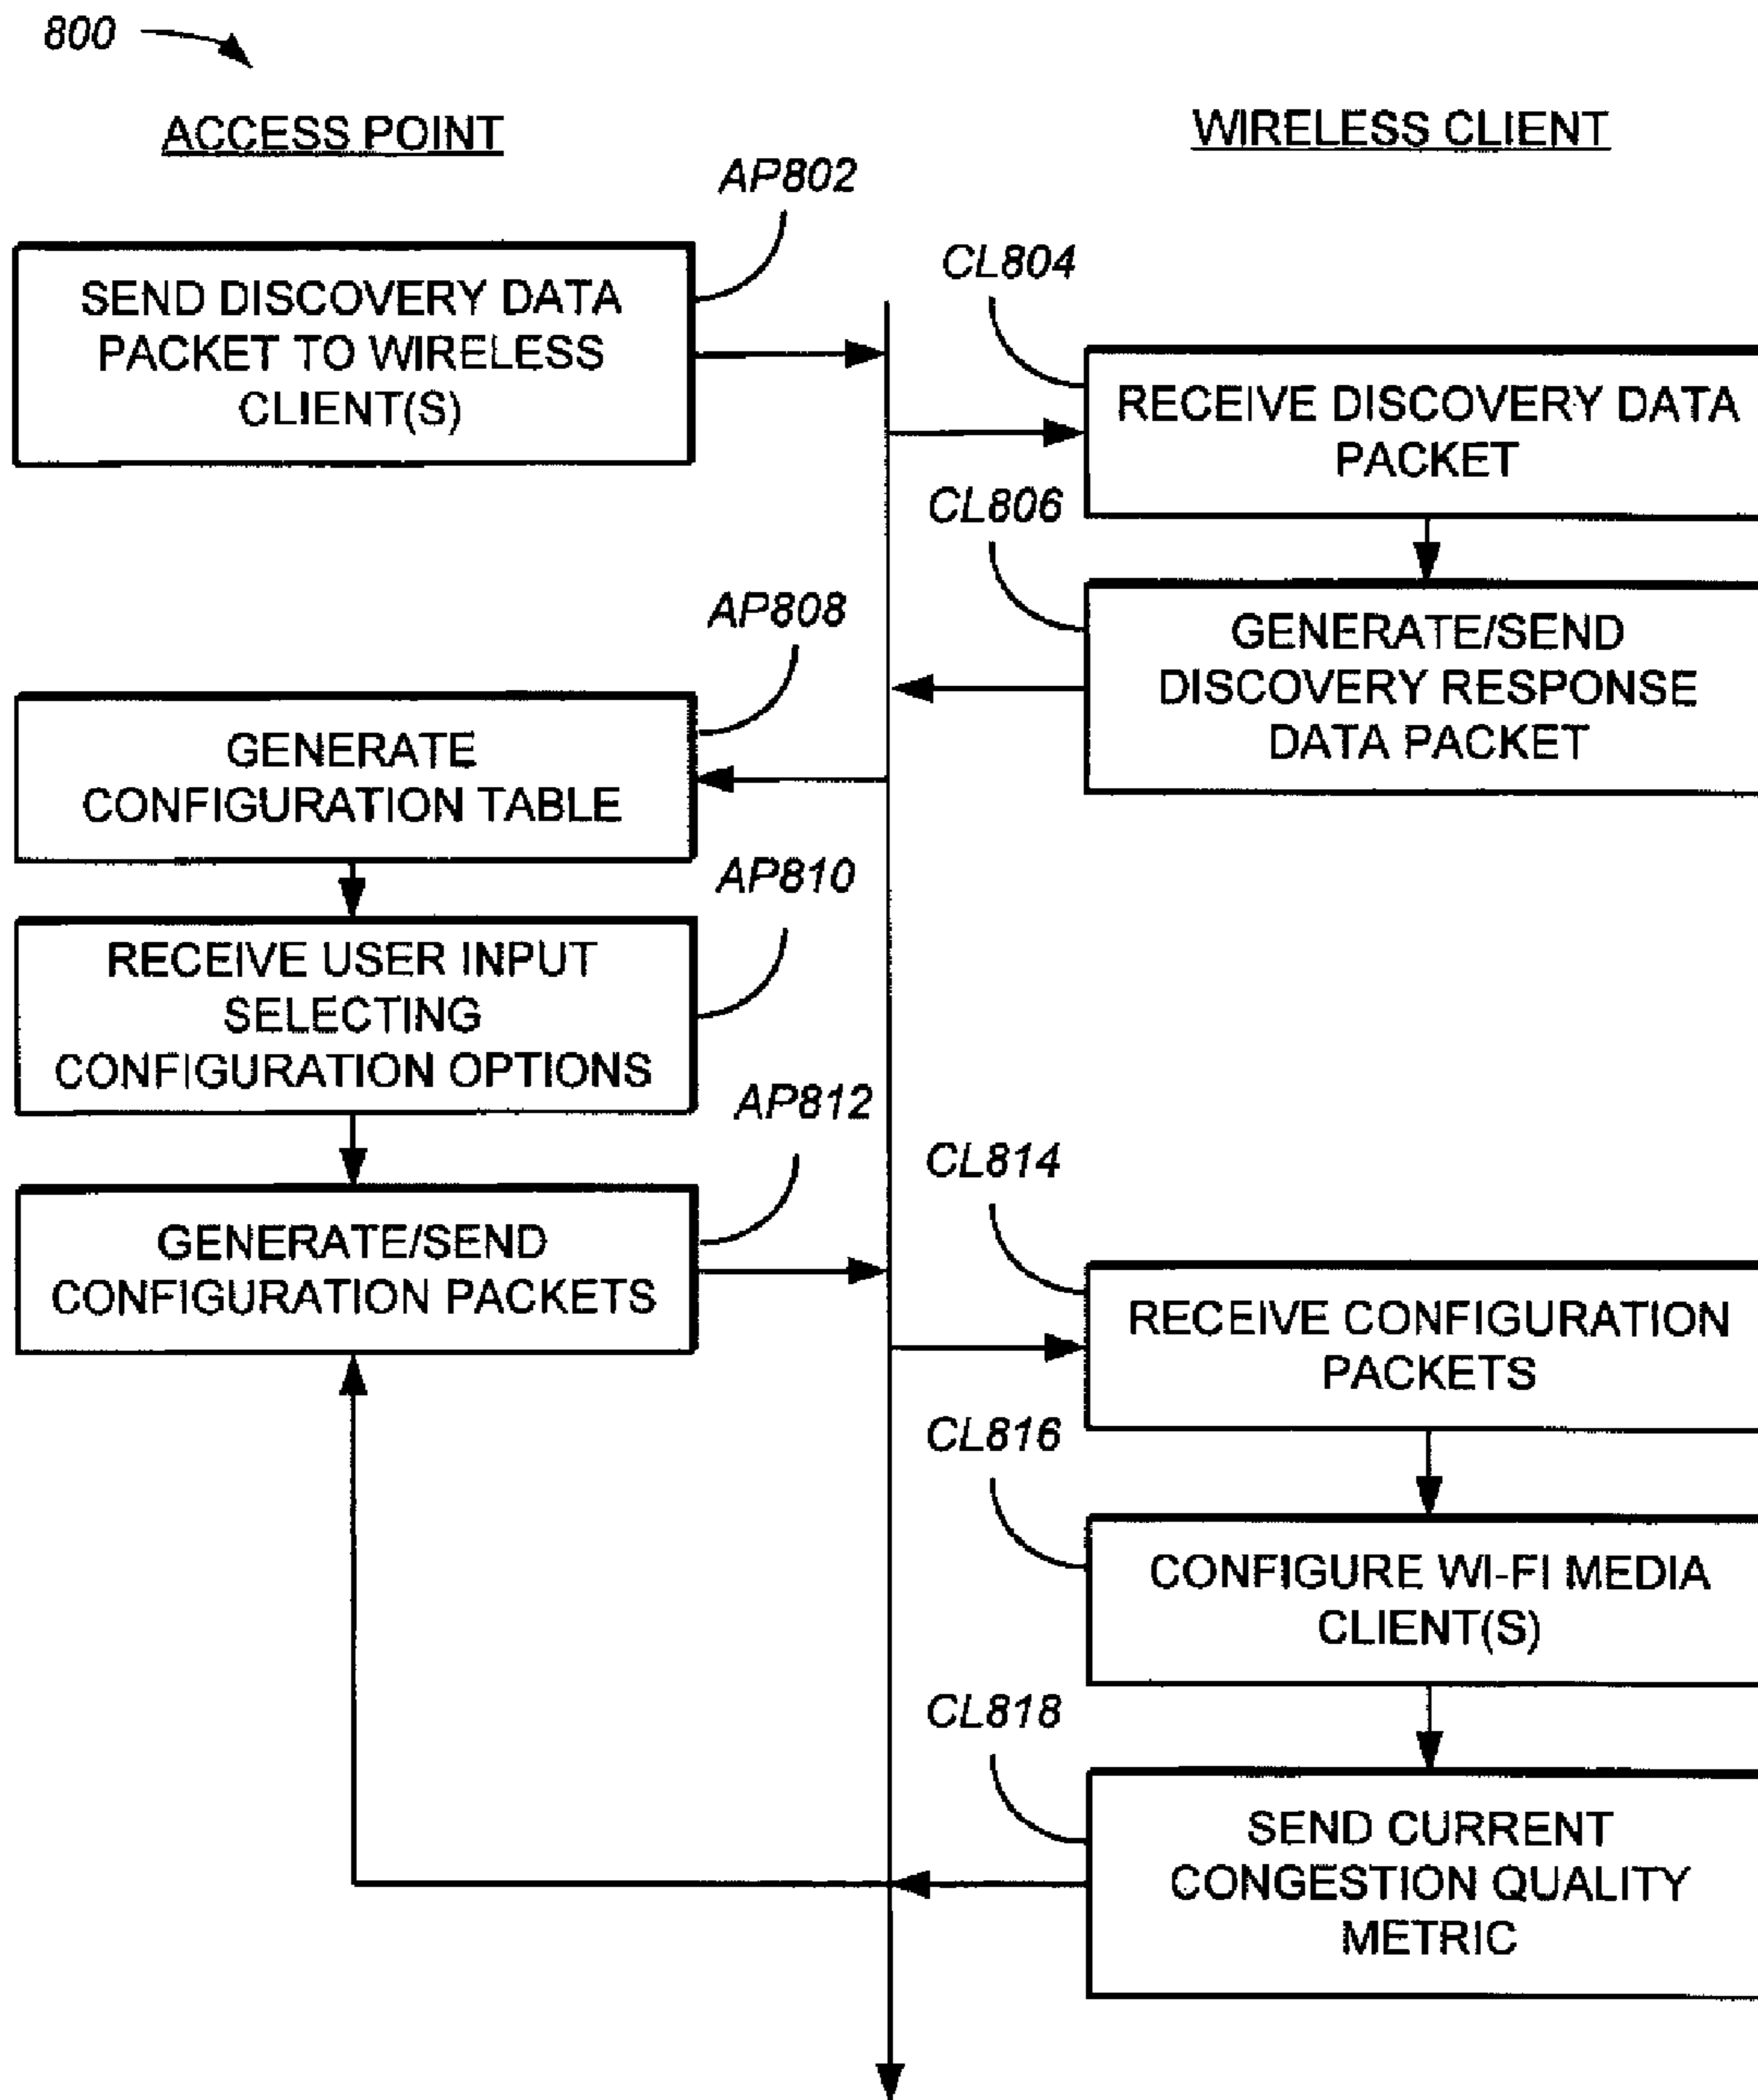 800
ACCESS POINT
WIRELESS CLIENT
AP802
SEND DISCOVERY DATA
PACKET TO WIRELESS
CLIENT(S)
CL804
RECEIVE DISCOVERY DATA
PACKET
CL806
GENERATE/SEND
DISCOVERY RESPONSE
DATA PACKET
AP808
GENERATE
CONFIGURATION TABLE
AP810
RECEIVE USER INPUT
SELECTING
CONFIGURATION OPTIONS
AP812
GENERATE/SEND
CONFIGURATION PACKETS
CL814
RECEIVE CONFIGURATION
PACKETS
CL816
CONFIGURE WI-FI MEDIA
CLIENT(S)
CL818
SEND CURRENT
CONGESTION QUALITY
METRIC